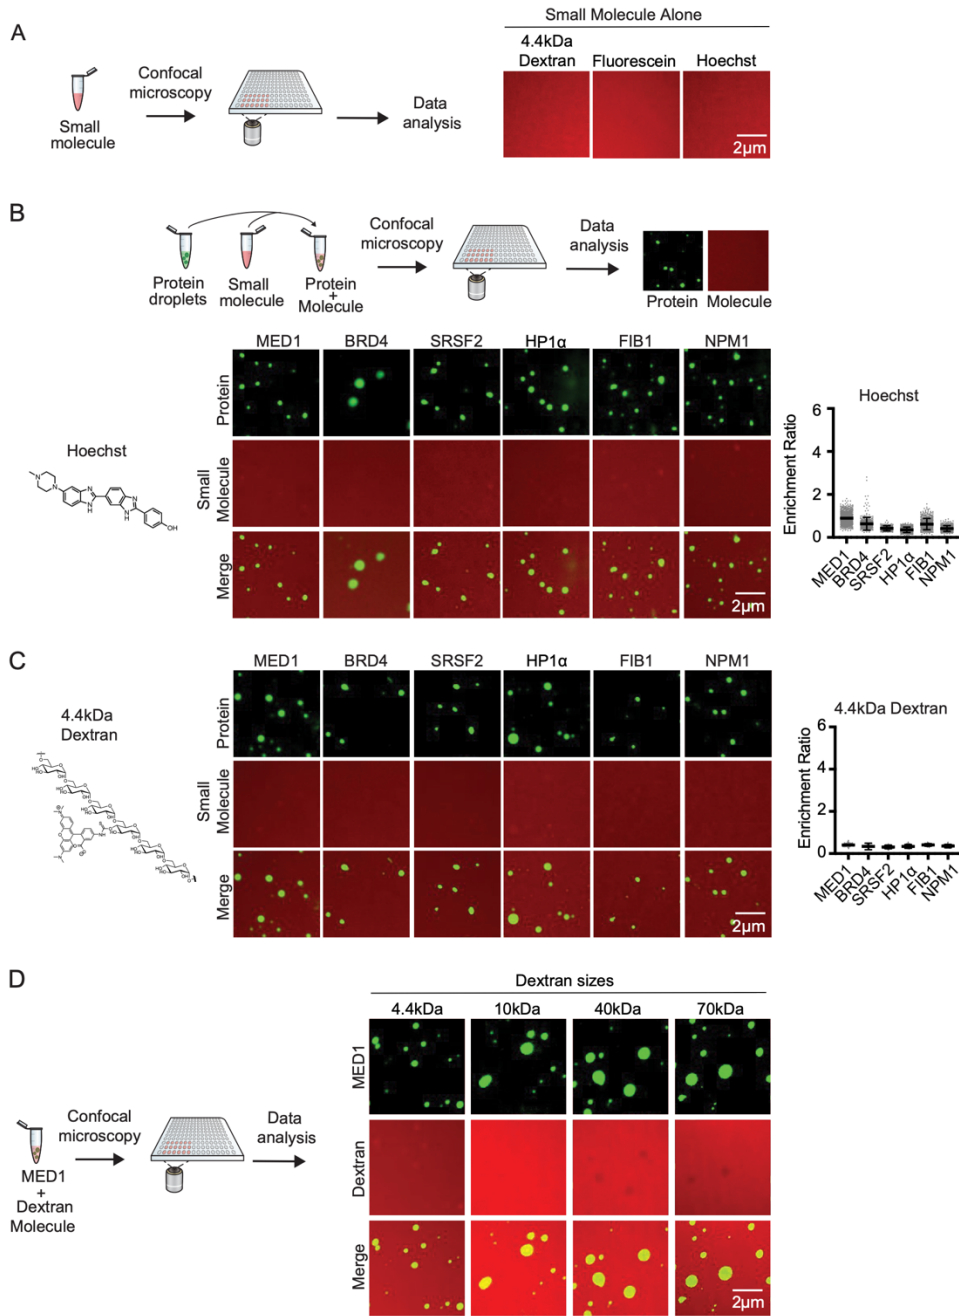 A
Small molecule
Confocal microscopy
Data analysis
Small Molecule Alone
4.4kDa Dextran
Fluorescein
Hoechst
2µm
B
Protein droplets
Small molecule
Protein + Molecule
Confocal microscopy
Data analysis
Protein
Molecule
MED1 BRD4 SRSF2 HP1α FIB1 NPM1
Protein
Small Molecule
Merge
2µm
Hoechst
N
N
N
N
H
N
N
H
OH
Hoechst
Enrichment Ratio
6
4
2
0
MED1 BRD4 SRSF2 HP1α FIB1 NPM1
C
4.4kDa Dextran
MED1 BRD4 SRSF2 HP1α FIB1 NPM1
Protein
Small Molecule
Merge
2µm
4.4kDa Dextran
Enrichment Ratio
6
4
2
0
MED1 BRD4 SRSF2 HP1α FIB1 NPM1
D
MED1 + Dextran Molecule
Confocal microscopy
Data analysis
Dextran sizes
4.4kDa 10kDa 40kDa 70kDa
MED1
Dextran
Merge
2µm